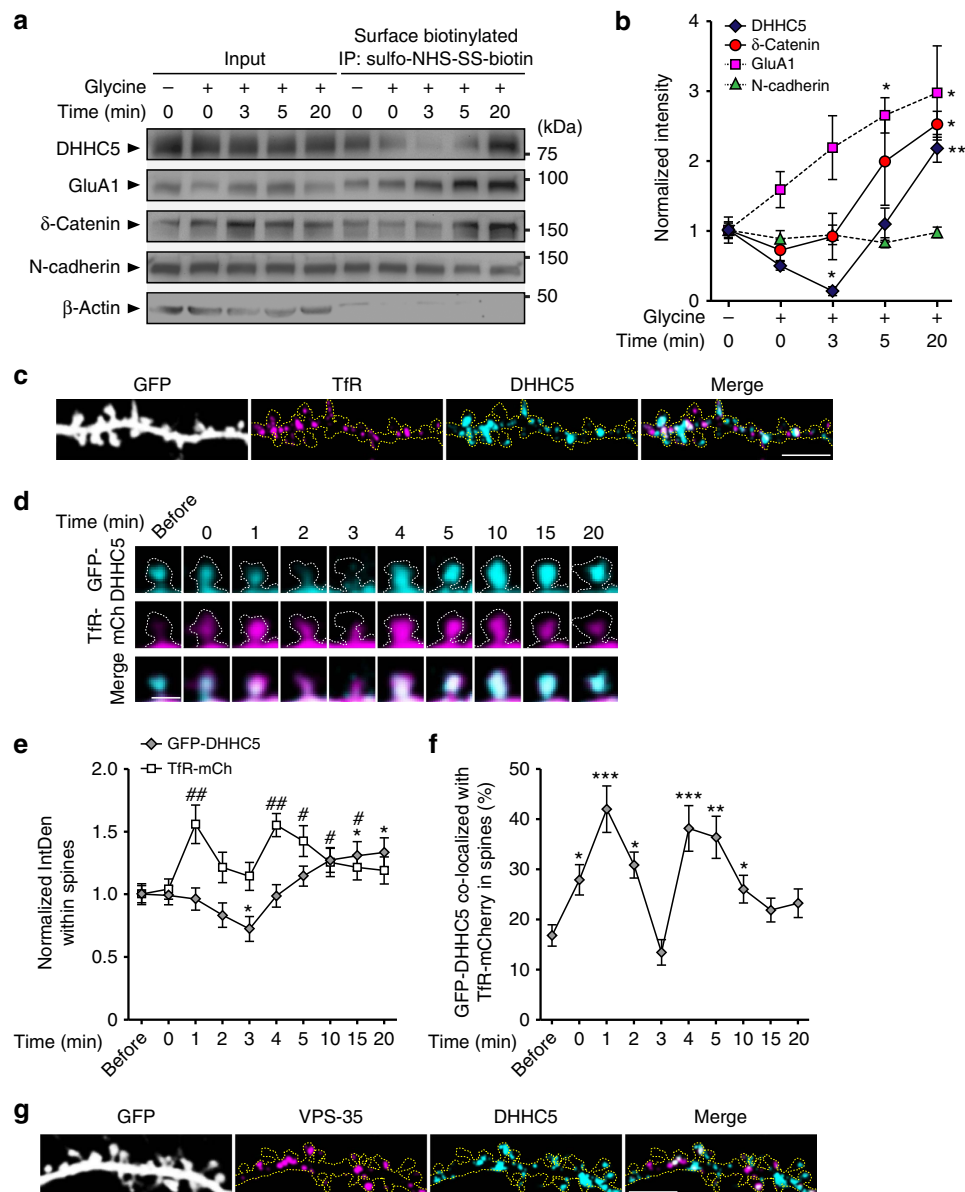 a
Input
Surface biotinylated
IP: sulfo-NHS-SS-biotin
Glycine – + + + + – + + + +
Time (min) 0 0 3 5 20 0 0 3 5 20
(kDa)
DHHC5
75
GluA1
100
δ-Catenin
150
N-cadherin
150
β-Actin
50
b
DHHC5
δ-Catenin
GluA1
N-cadherin
Normalized intensity
4
3
2
1
0
*
*
*
**
*
Glycine – + + + +
Time (min) 0 0 3 5 20
c
GFP TfR DHHC5 Merge
d
Time (min) Before 0 1 2 3 4 5 10 15 20
GFP-
DHHC5
TfR-
mCh
Merge
e
GFP-DHHC5
TfR-mCh
Normalized IntDen
within spines
2.0
1.5
1.0
0.5
0
## ## # # #
* * *
Time (min) Before 0 1 2 3 4 5 10 15 20
f
GFP-DHHC5 co-localized with
TfR-mCherry in spines (%)
50
40
30
20
10
0
* *** * *** ** *
Time (min) Before 0 1 2 3 4 5 10 15 20
g
GFP VPS-35 DHHC5 Merge